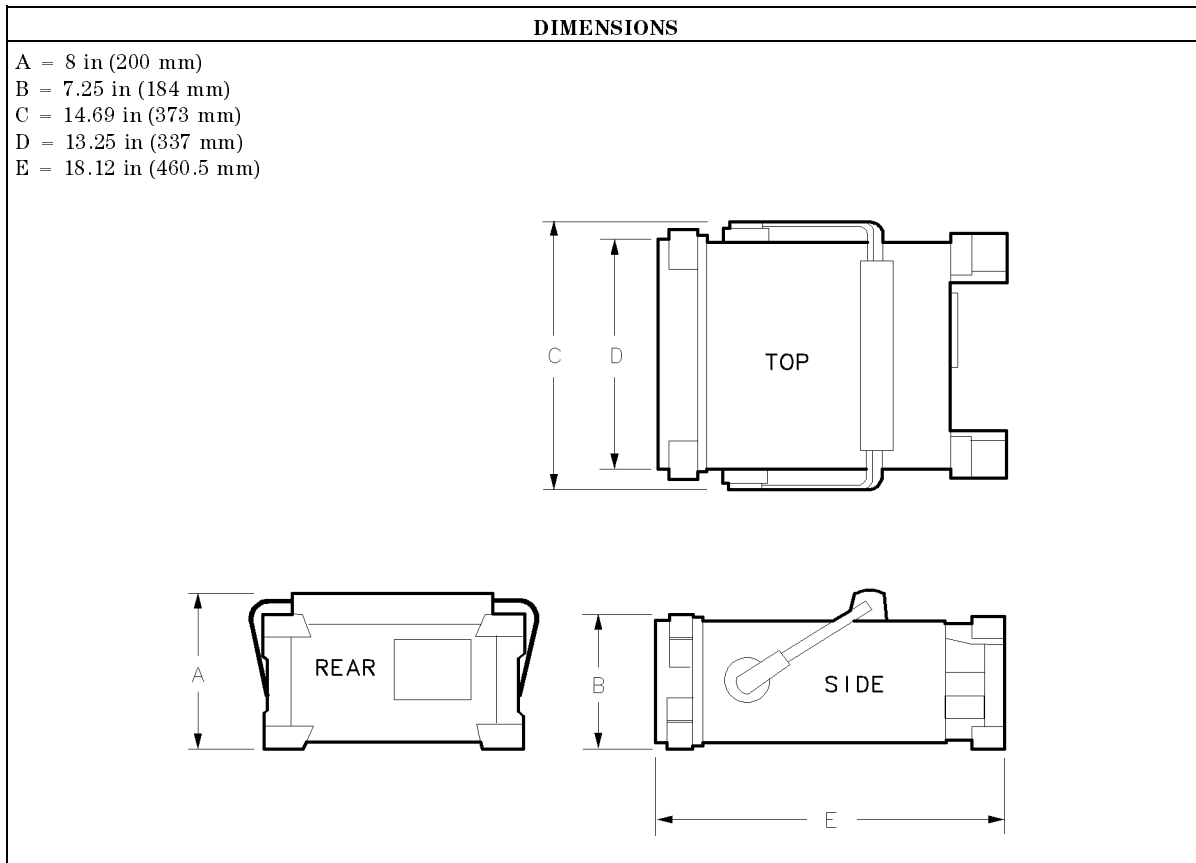 DIMENSIONS
A = 8 in (200 mm)
B = 7.25 in (184 mm)
C = 14.69 in (373 mm)
D = 13.25 in (337 mm)
E = 18.12 in (460.5 mm)
C
D
TOP
A
REAR
B
SIDE
E